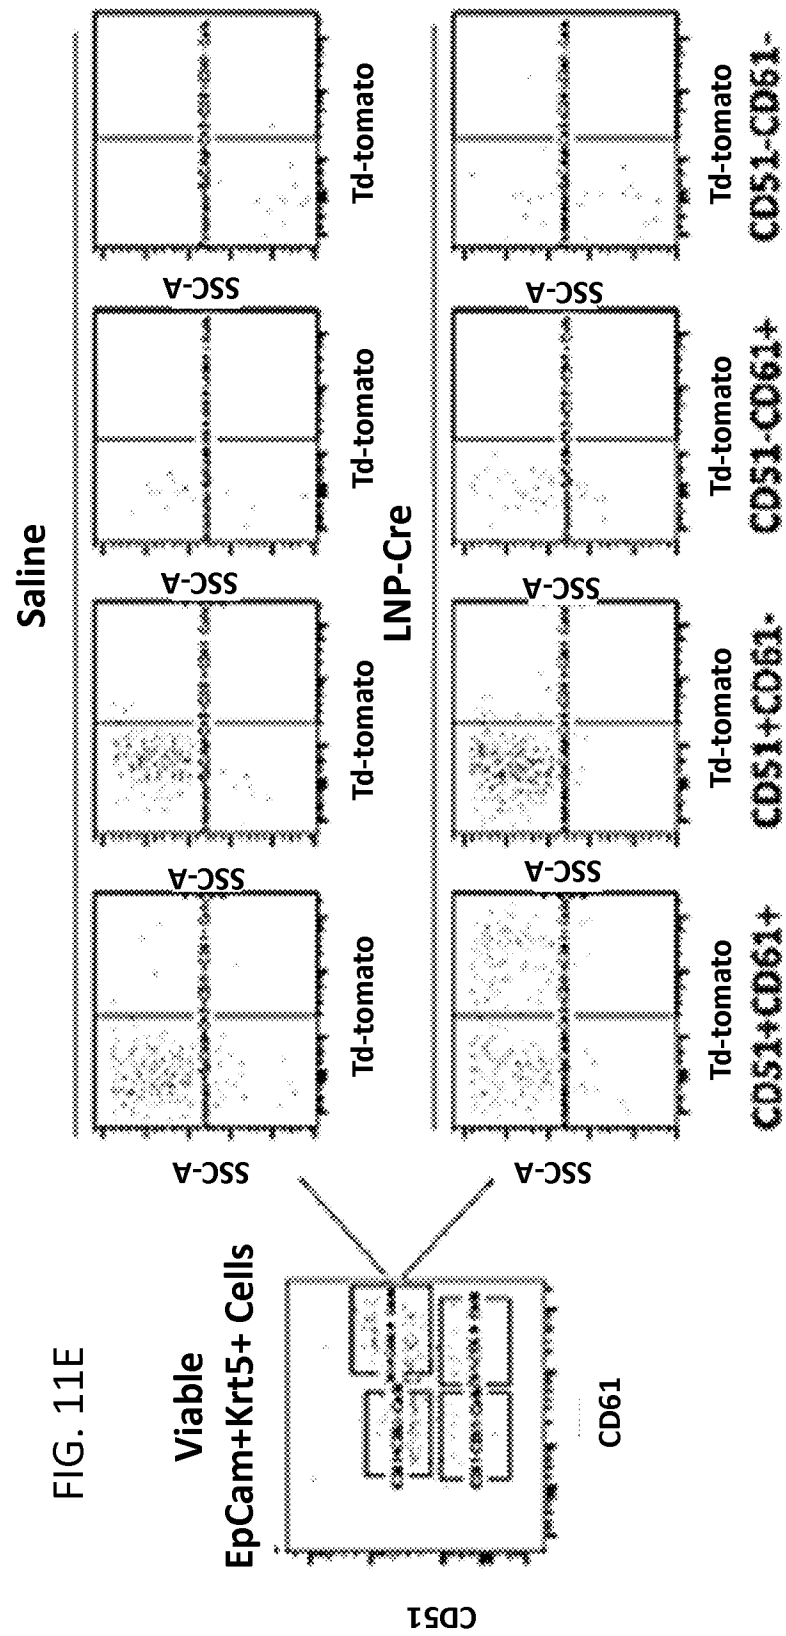 FIG. 11E
Viable
EpCam+Krt5+ Cells
CD51
CD61
Saline
SSC-A
Td-tomato
SSC-A
Td-tomato
SSC-A
Td-tomato
SSC-A
Td-tomato
LNP-Cre
SSC-A
Td-tomato
SSC-A
Td-tomato
SSC-A
Td-tomato
SSC-A
Td-tomato
CD51+CD61+
CD51+CD61-
CD51-CD61+
CD51-CD61-